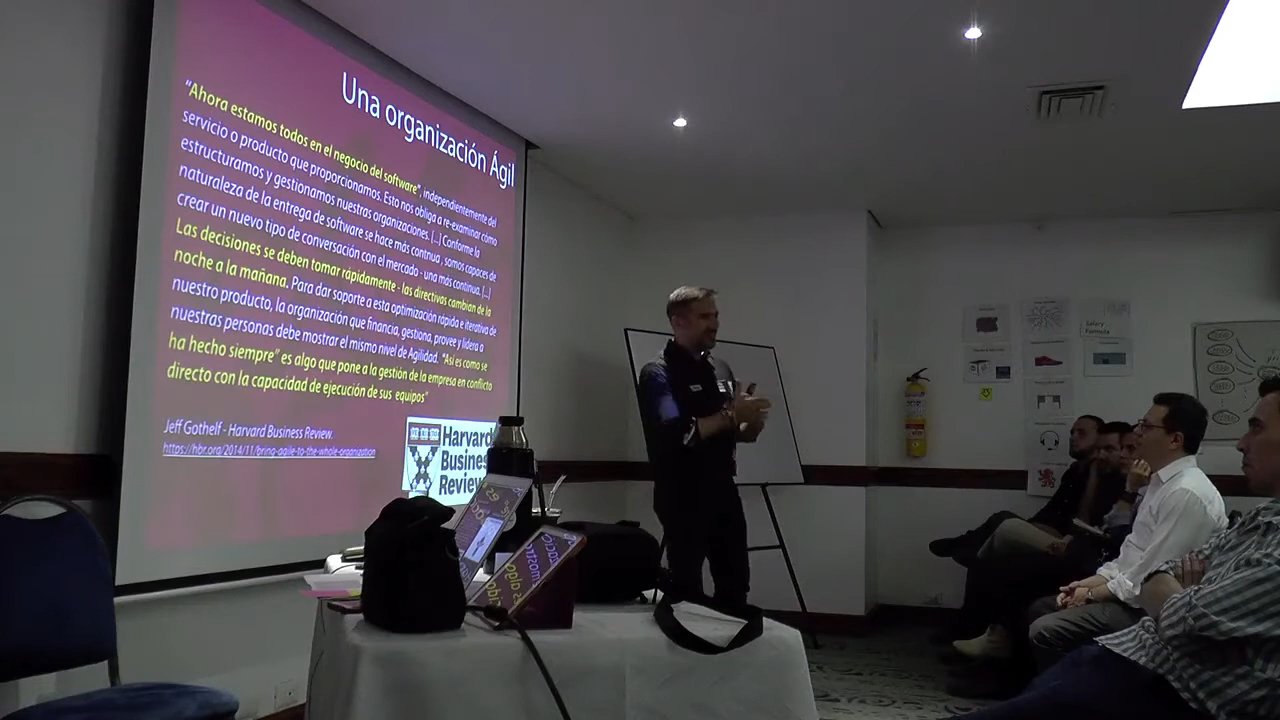 Una organización Ágil
"Ahora estamos todos en el negocio del software", independientemente del
servicio o producto que proporcionamos. Esto nos obliga a re-examinar cómo
estructuramos y gestionamos nuestras organizaciones. [...] Conforme la
naturaleza de la entrega de software se hace más continua , somos capaces de
crear un nuevo tipo de conversación con el mercado - una más continua. [...]
Las decisiones se deben tomar rápidamente - las directivas cambian de la
noche a la mañana. Para dar soporte a esta optimización rápida e iterativa de
nuestro producto, la organización que financia, gestiona, provee y lidera a
nuestras personas debe mostrar el mismo nivel de Agilidad. "Así es como se
ha hecho siempre" es algo que pone a la gestión de la empresa en conflicto
directo con la capacidad de ejecución de sus equipos"
Jeff Gothelf - Harvard Business Review.
https://hbr.org/2014/11/bring-agile-to-the-whole-organization
Harvard
Business
Review
Salary
Formula